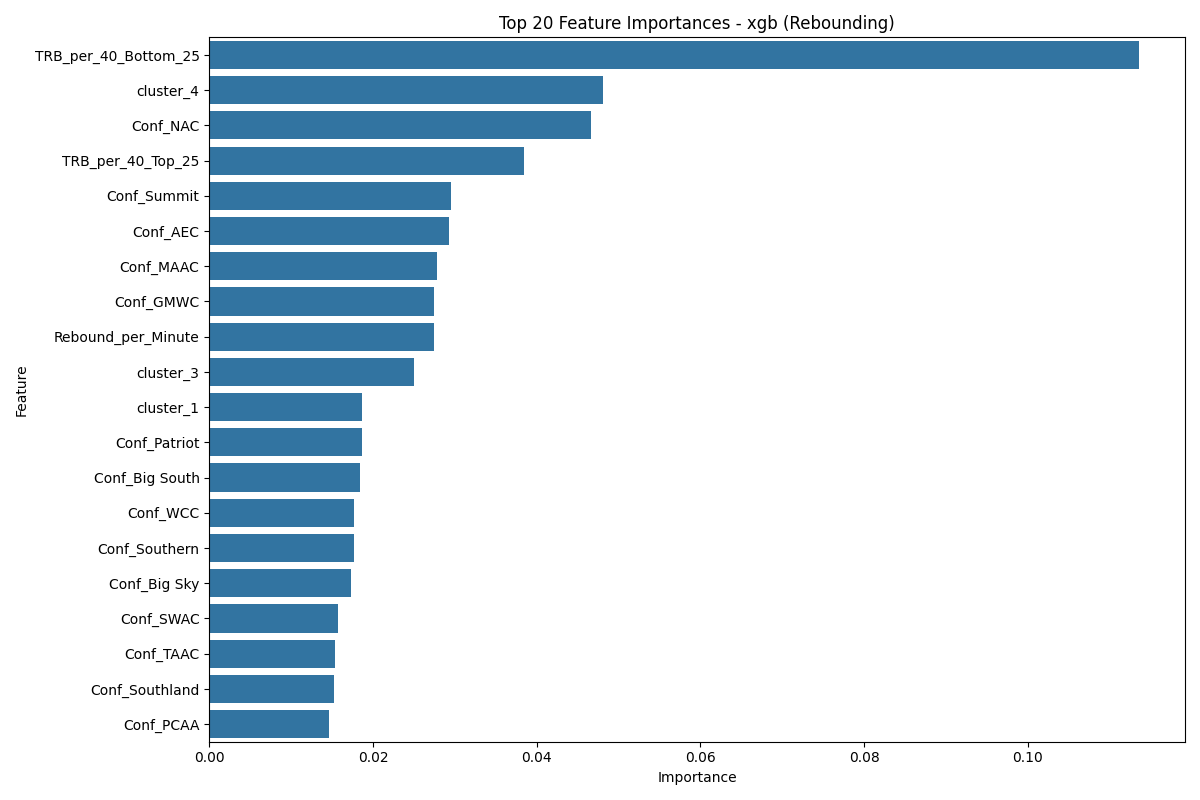 Top 20 Feature Importances - xgb (Rebounding)
TRB_per_40_Bottom_25
cluster_4
Conf_NAC
TRB_per_40_Top_25
Conf_Summit
Conf_AEC
Conf_MAAC
Conf_GMWC
Rebound_per_Minute
cluster_3
cluster_1
Conf_Patriot
Conf_Big South
Conf_WCC
Conf_Southern
Conf_Big Sky
Conf_SWAC
Conf_TAAC
Conf_Southland
Conf_PCAA
Feature
0.00 0.02 0.04 0.06 0.08 0.10
Importance